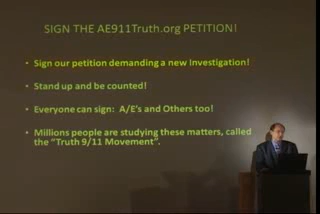 SIGN THE AE911Truth.org PETITION!
• Sign our petition demanding a new Investigation!
• Stand up and be counted!
• Everyone can sign: A/E's and Others too!
• Millions people are studying these matters, called
the "Truth 9/11 Movement".